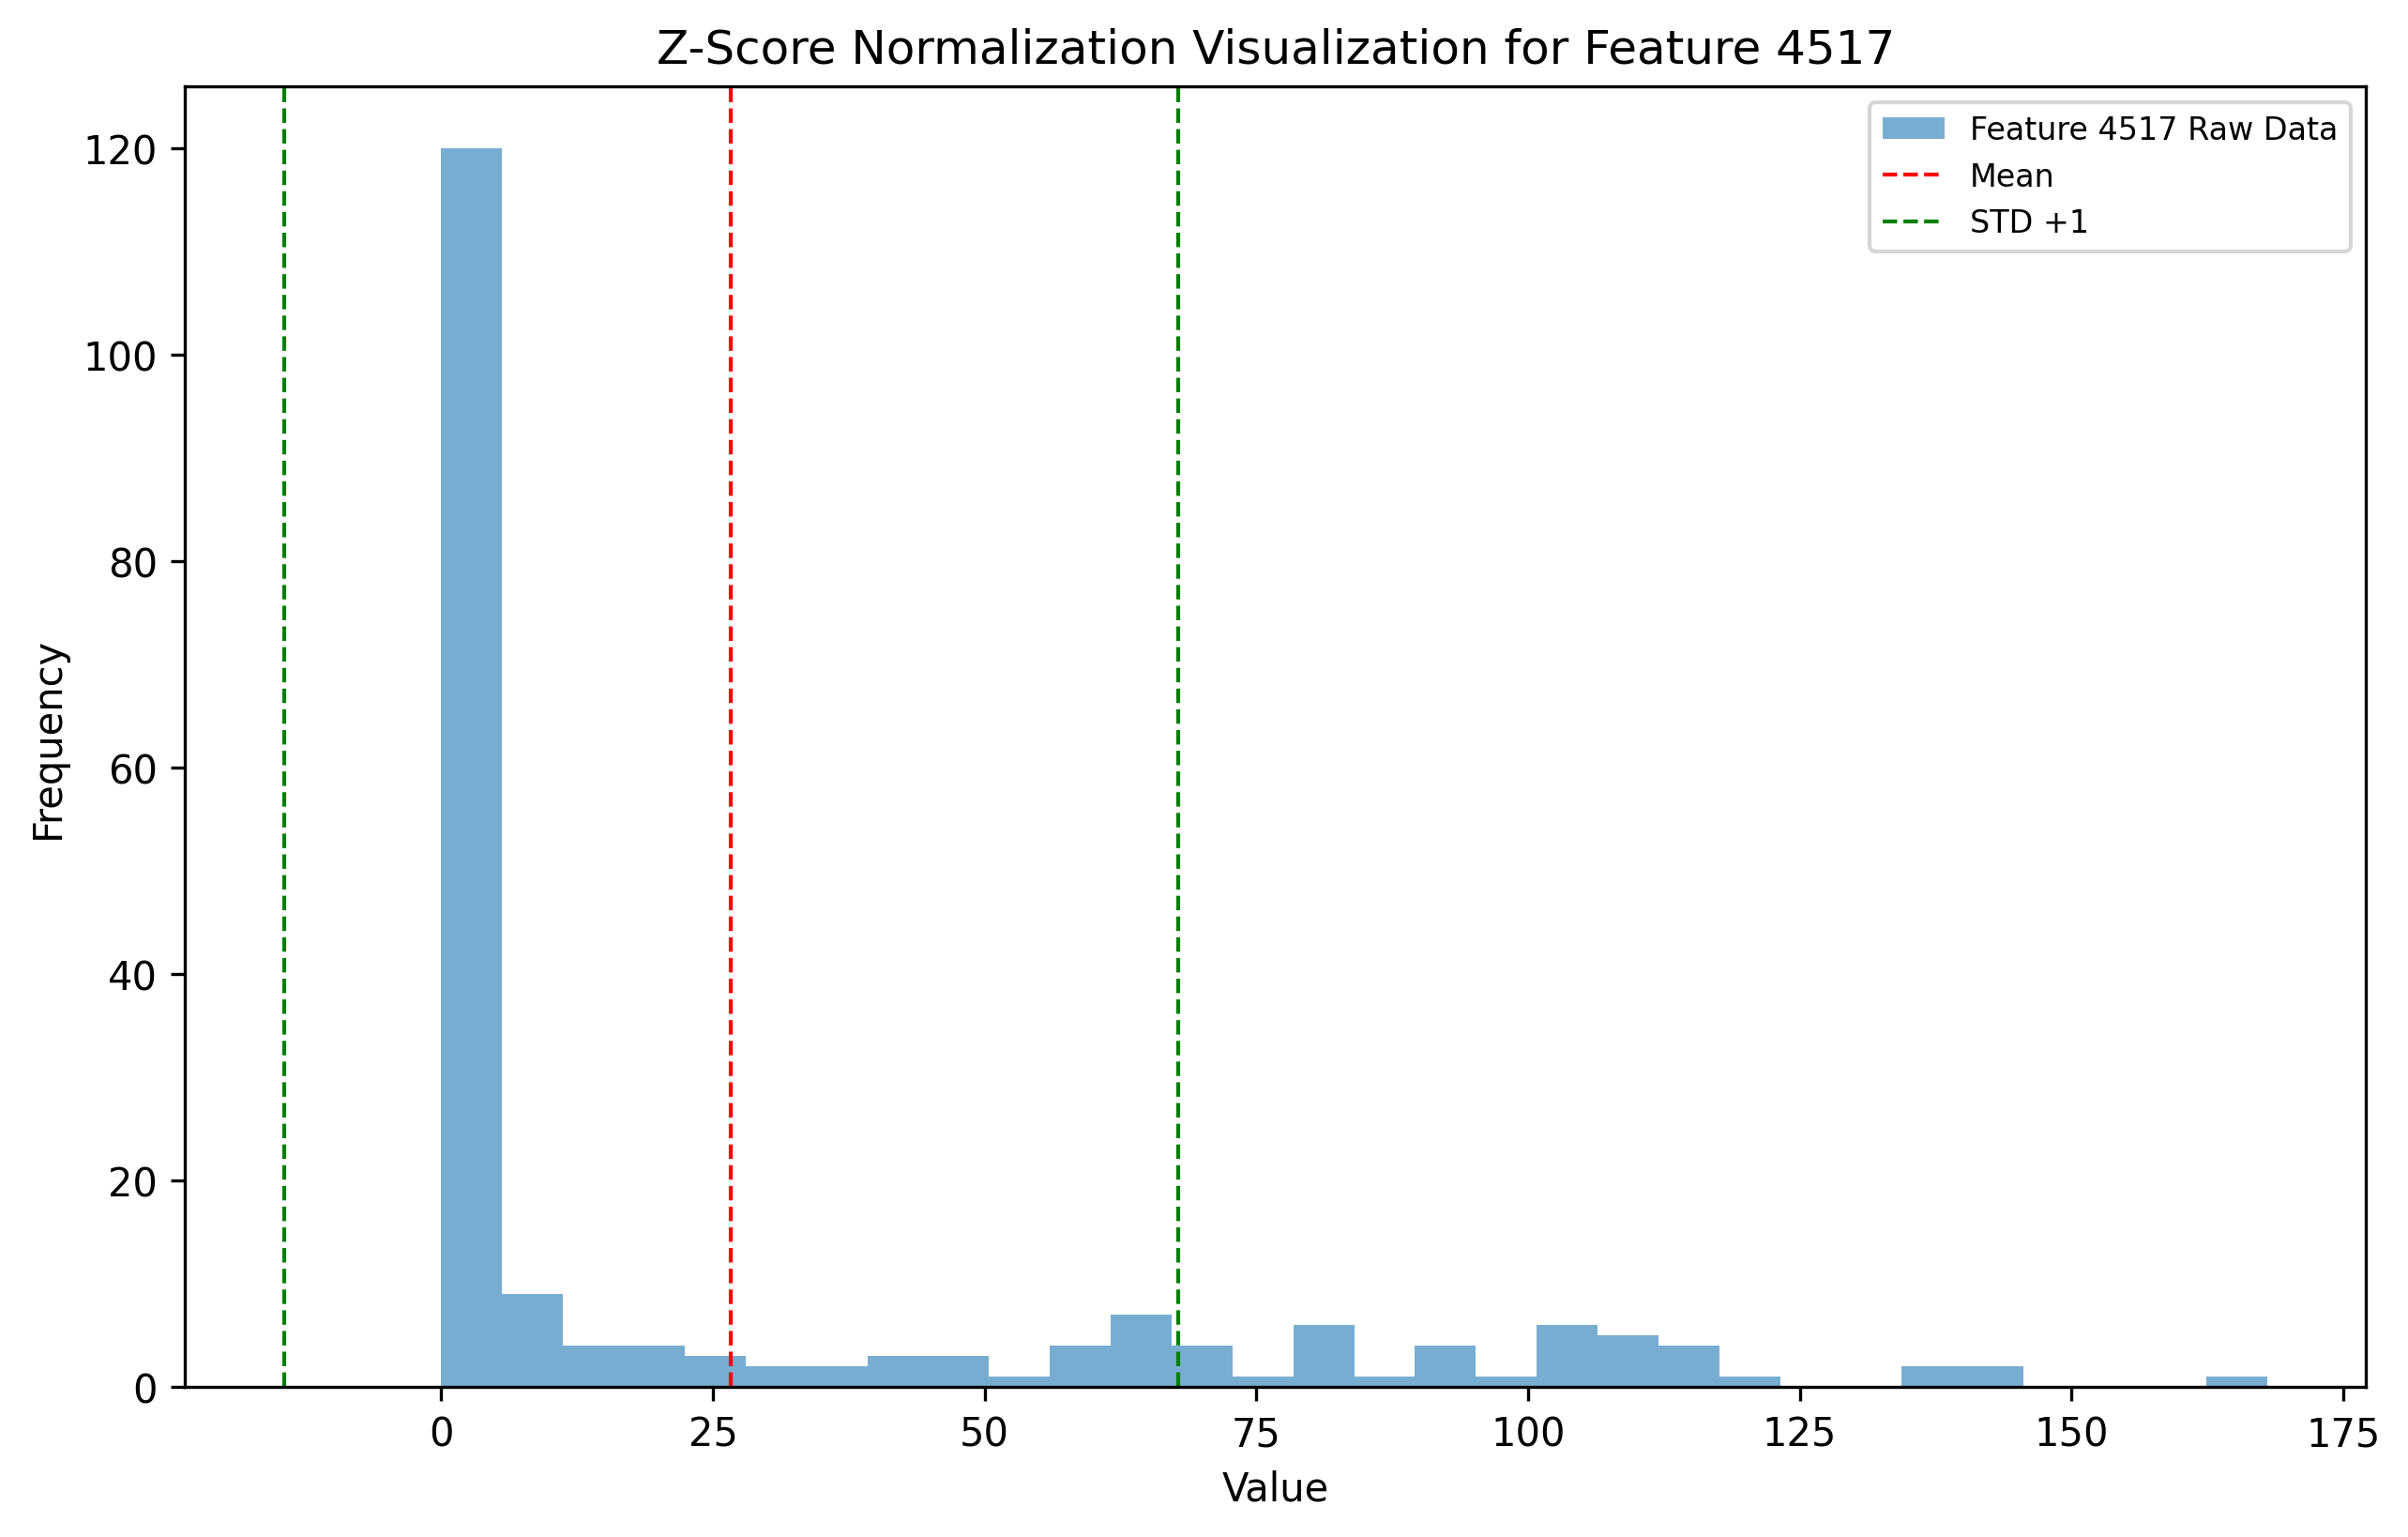 Z-Score Normalization Visualization for Feature 4517
Feature 4517 Raw Data
Mean
STD +1
120
100
80
60
40
20
0
Frequency
0 25 50 75 100 125 150 175
Value